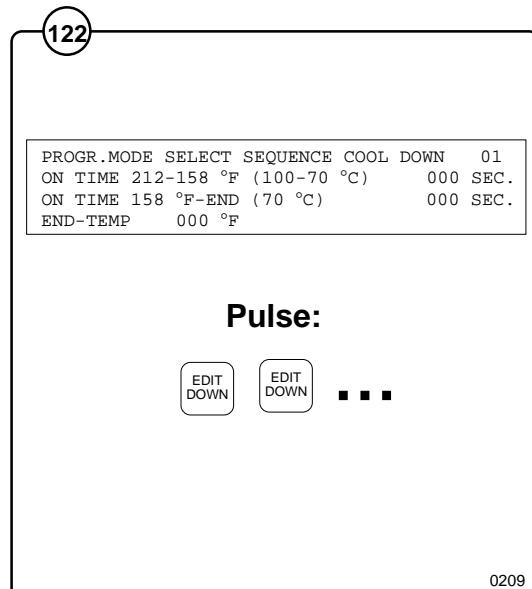 122
PROGR.MODE SELECT SEQUENCE COOL DOWN 01
ON TIME 212-158 °F (100-70 °C) 000 SEC.
ON TIME 158 °F-END (70 °C) 000 SEC.
END-TEMP 000 °F
Pulse:
EDIT DOWN EDIT DOWN ...
0209